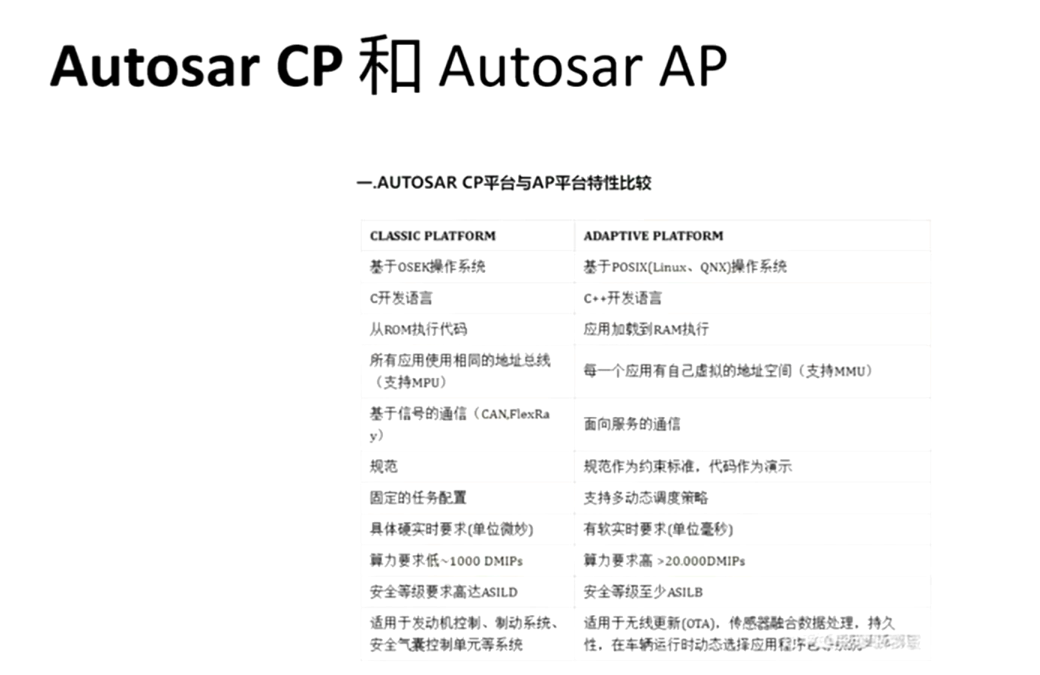 Autosar CP 和 Autosar AP
一.AUTOSAR CP平台与AP平台特性比较
CLASSIC PLATFORM ADAPTIVE PLATFORM
基于OSEK操作系统 基于POSIX(Linux、QNX)操作系统
C开发语言 C++开发语言
从ROM执行代码 应用加载到RAM执行
所有应用使用相同的地址总线
（支持MPU）
每一个应用有自己虚拟的地址空间（支持MMU）
基于信号的通信（CAN,FlexRa
y）
面向服务的通信
规范 规范作为约束标准，代码作为演示
固定的任务配置 支持多动态调度策略
具体硬实时要求(单位微妙) 有软实时要求(单位毫秒)
算力要求低~1000 DMIPs 算力要求高 >20.000DMIPs
安全等级要求高达ASILD 安全等级至少ASILB
适用于发动机控制、制动系统、
安全气囊控制单元等系统
适用于无线更新(OTA)，传感器融合数据处理，持久
性，在车辆运行时动态选择应用程序